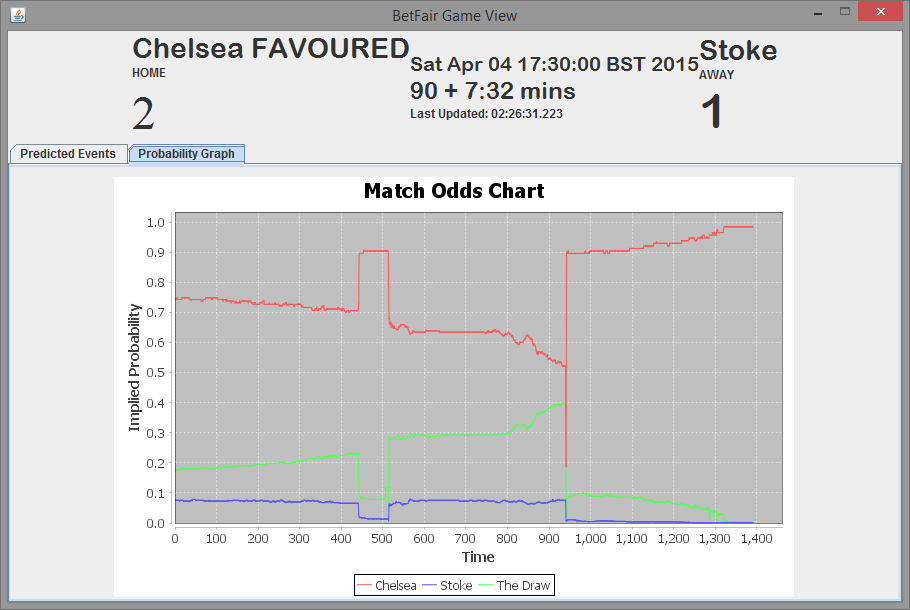 BetFair Game View
Chelsea FAVOURED
HOME
2
Sat Apr 04 17:30:00 BST 2015
90 + 7:32 mins
Last Updated: 02:26:31.223
Stoke
AWAY
1
Predicted Events
Probability Graph
Match Odds Chart
Implied Probability
1.0
0.9
0.8
0.7
0.6
0.5
0.4
0.3
0.2
0.1
0.0
0 100 200 300 400 500 600 700 800 900 1,000 1,100 1,200 1,300 1,400
Time
Chelsea Stoke The Draw